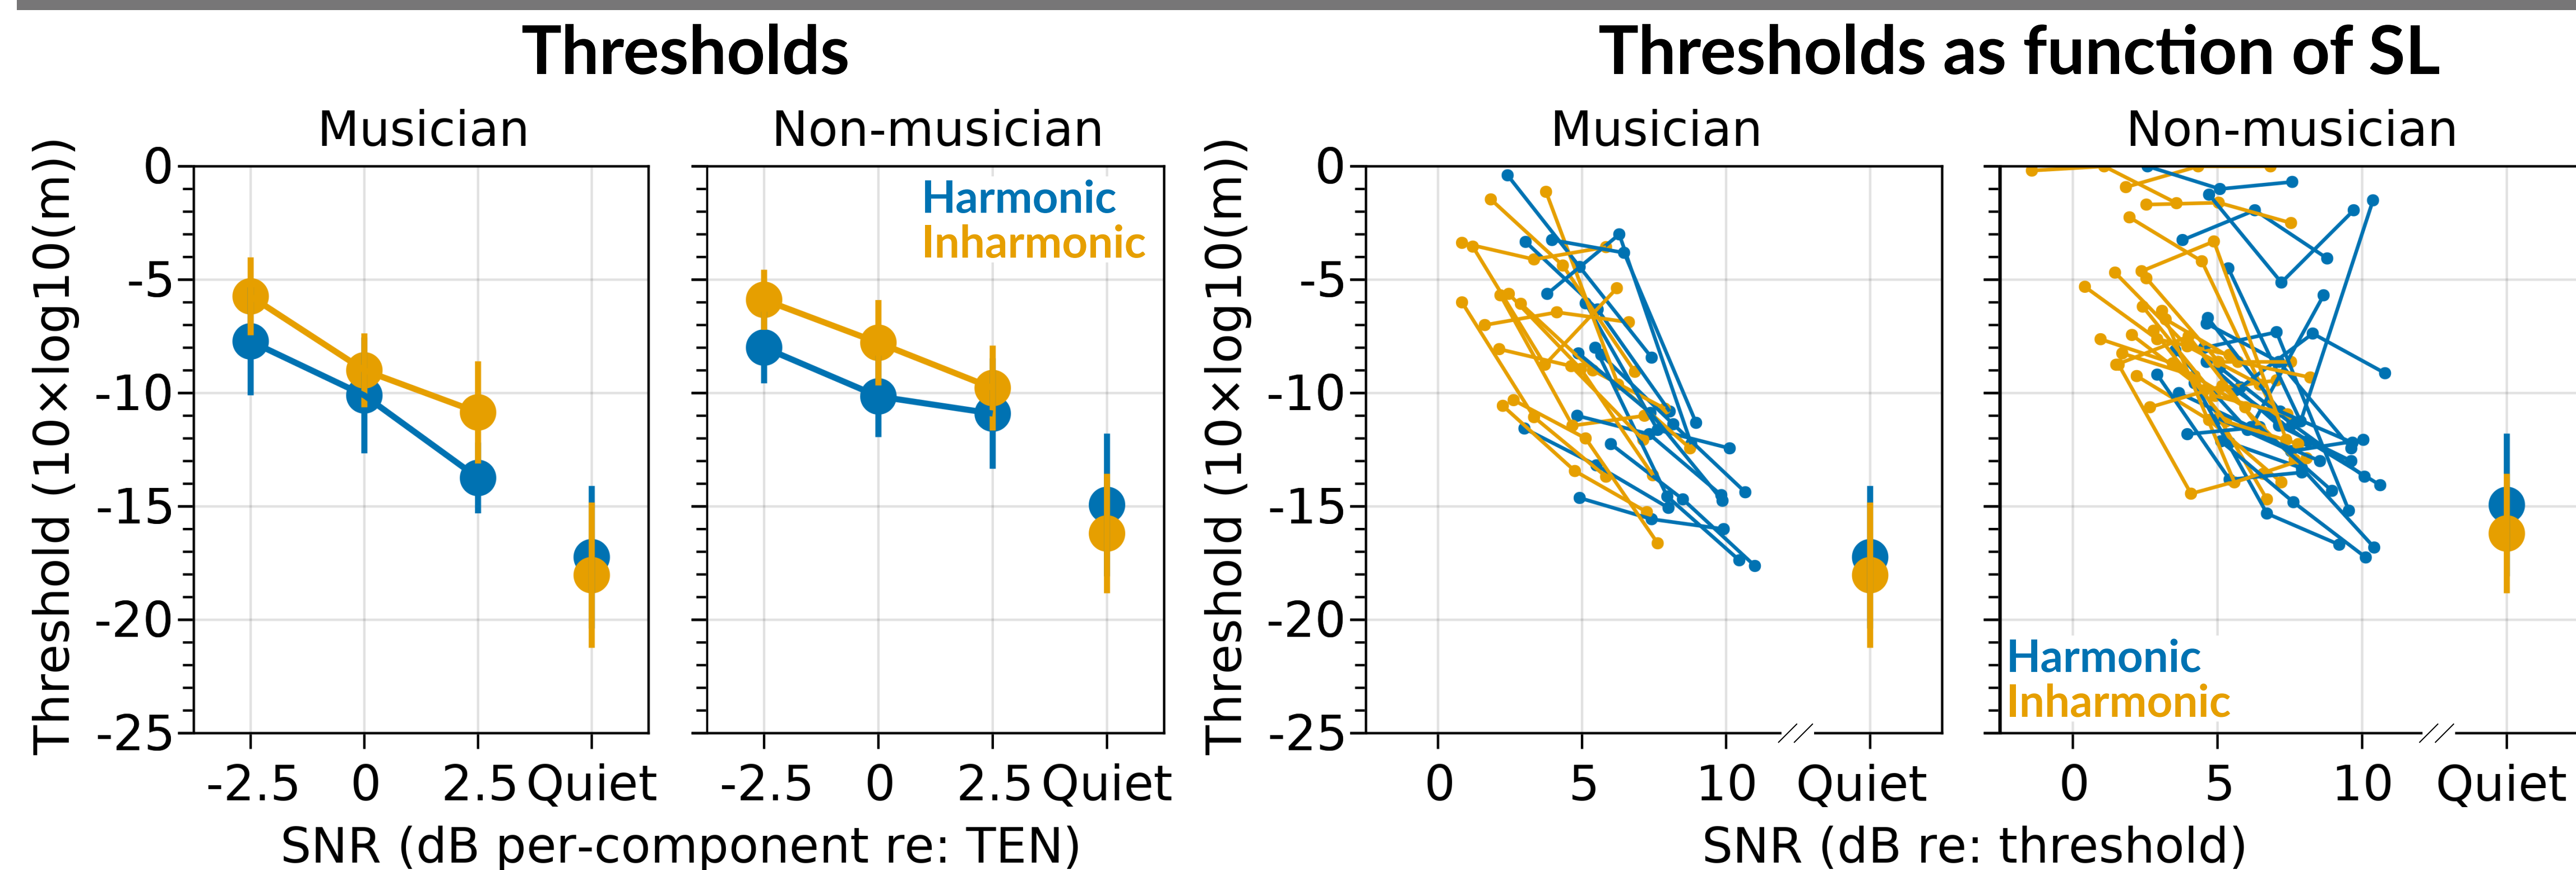 Thresholds
Thresholds as function of SL
Musician
Non-musician
Musician
Non-musician
Threshold (10×log10(m))
0
-5
-10
-15
-20
-25
Harmonic
Inharmonic
-2.5 0 2.5 Quiet
-2.5 0 2.5 Quiet
SNR (dB per-component re: TEN)
Threshold (10×log10(m))
0
-5
-10
-15
-20
-25
Harmonic
Inharmonic
0 5 10 Quiet
0 5 10 Quiet
SNR (dB re: threshold)